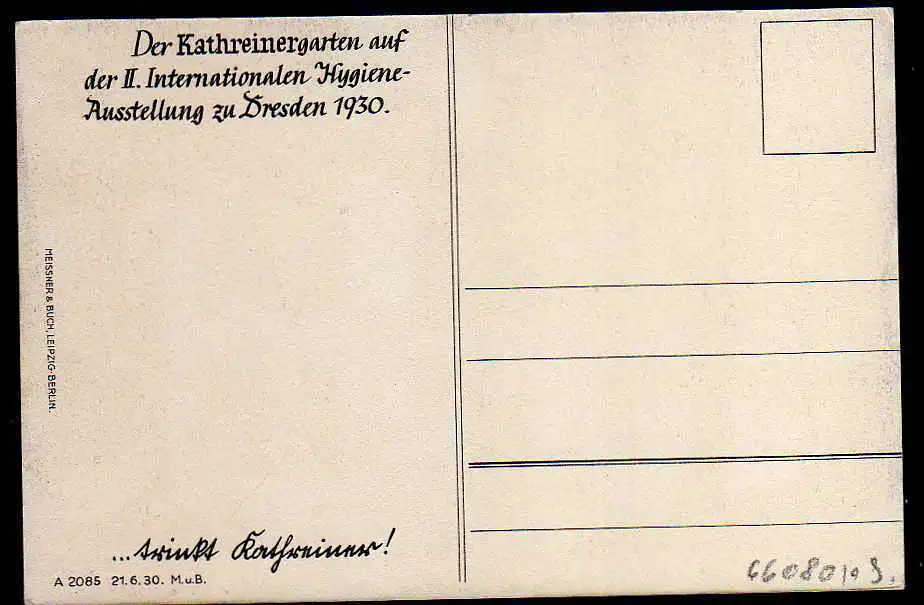 Der Kathreinergarten auf
der II. Internationalen Hygiene-
Ausstellung zu Dresden 1930.
MEISSNER & BUCH, LEIPZIG-BERLIN.
...trinkt Kathreiner!
A 2085 21.6.30. M.u.B.